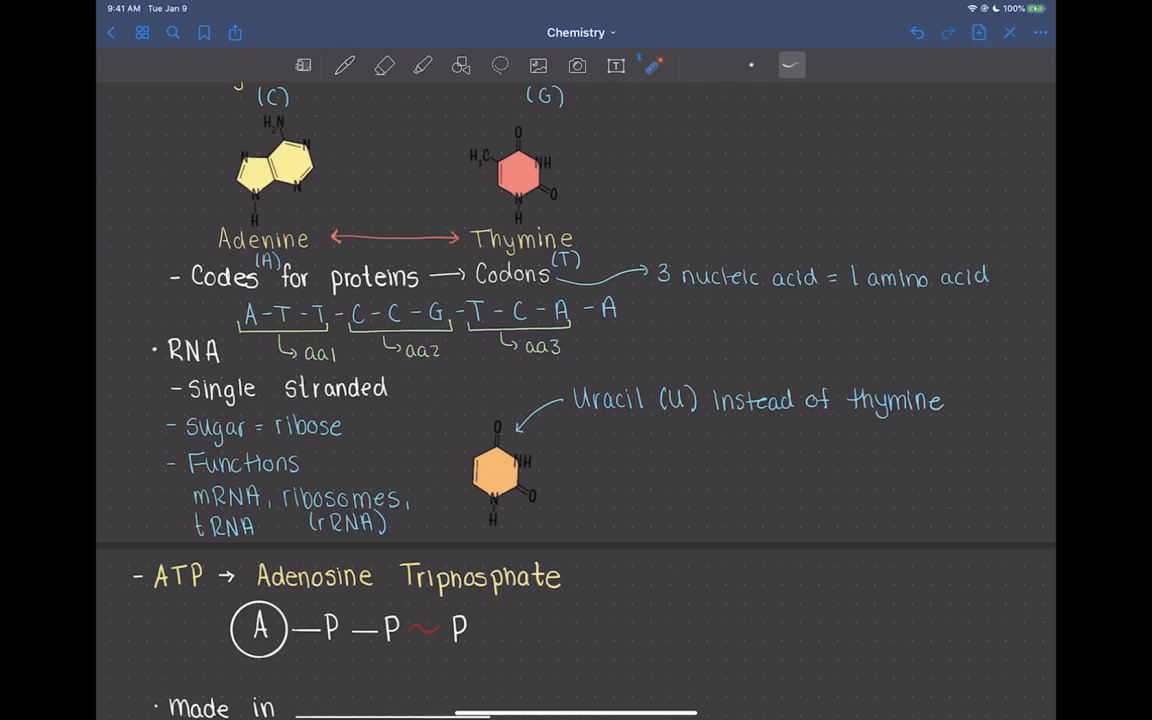 9:41 AM Tue Jan 9
100%
Chemistry
(C) (G)
H₂N
N
N
N
N
H
O
H₃C
NH
O
N
H
Adenine Thymine
(A) (T)
- Codes for proteins → Codons → 3 nucleic acid = 1 amino acid
A - T - T - C - C - G - T - C - A - A
↳ aa1 ↳ aa2 ↳ aa3
· RNA
- Single stranded
Uracil (U) instead of thymine
- Sugar = ribose
O
NH
O
N
H
- Functions
mRNA, ribosomes,
tRNA (rRNA)
- ATP → Adenosine Triphosphate
A — P — P ~ P
· made in ___